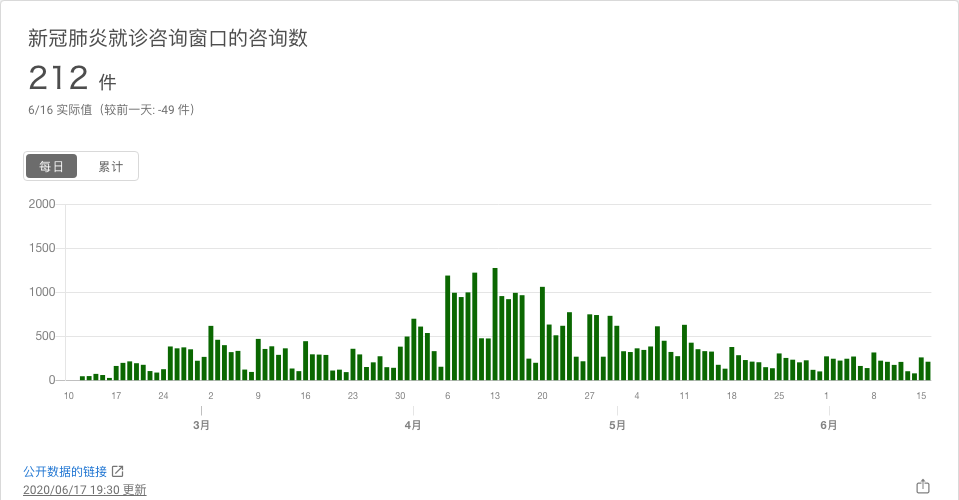 新冠肺炎就诊咨询窗口的咨询数
212 件
6/16 实际值（较前一天: -49 件）
每日 累计
2000
1500
1000
500
0
10 17 24 2 9 16 23 30 6 13 20 27 4 11 18 25 1 8 15
3月 4月 5月 6月
公开数据的链接
2020/06/17 19:30 更新